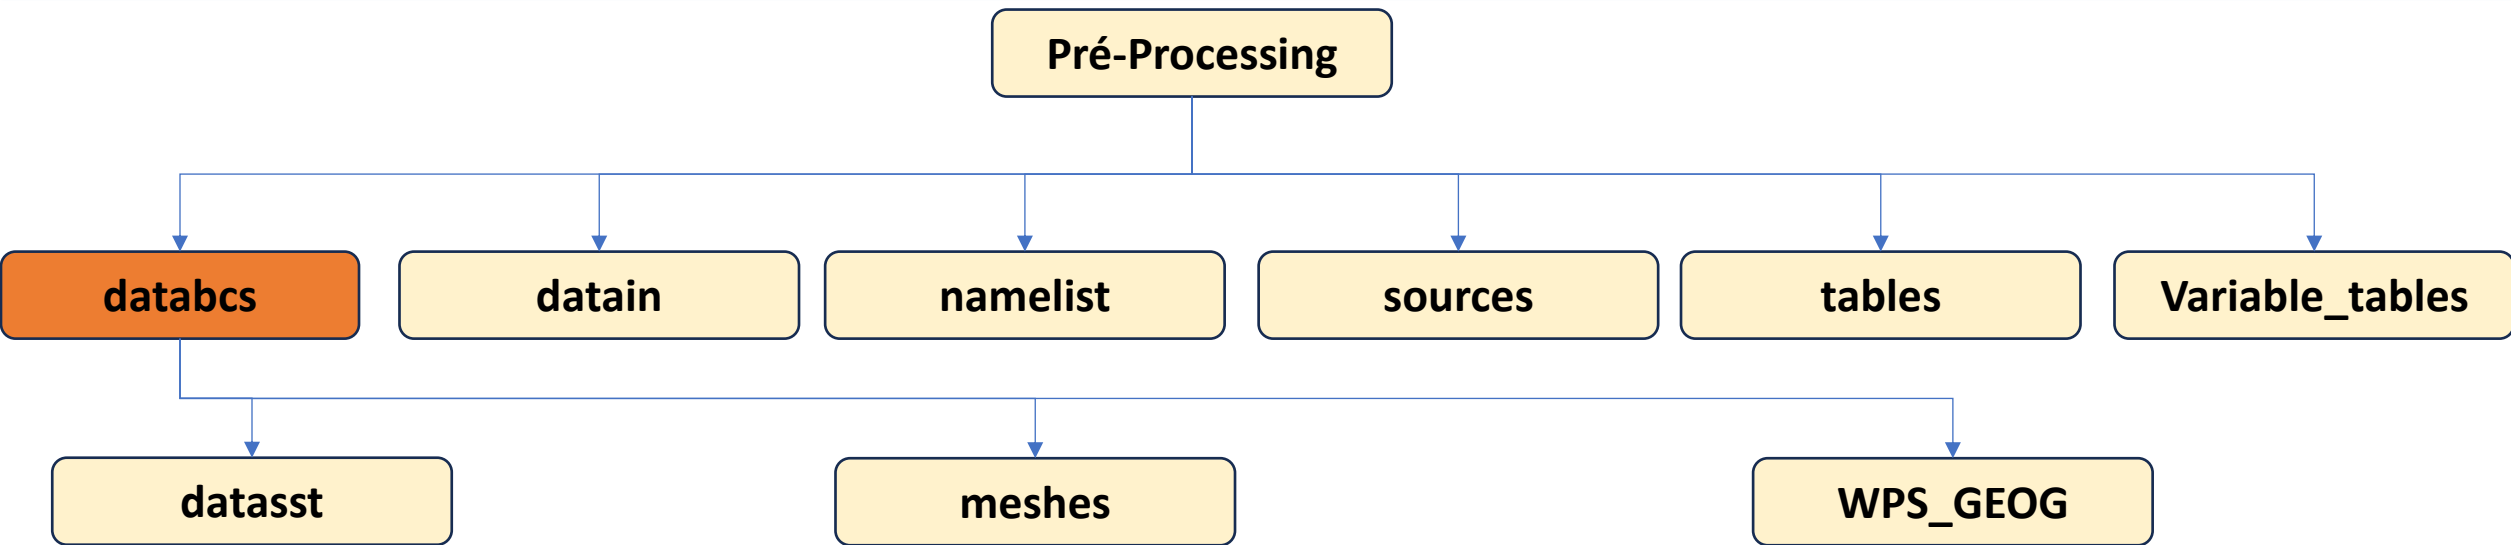 Pré-Processing
databcs
datain
namelist
sources
tables
Variable_tables
datasst
meshes
WPS_GEOG